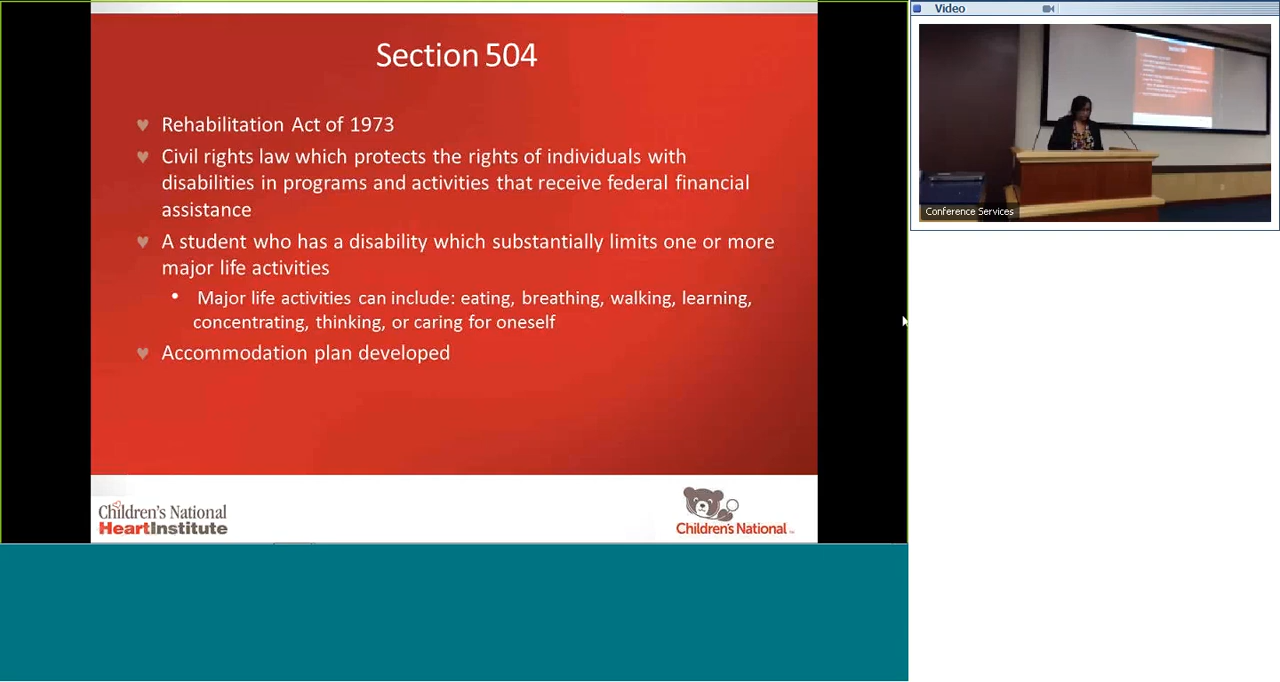 Section 504
Rehabilitation Act of 1973
Civil rights law which protects the rights of individuals with
disabilities in programs and activities that receive federal financial
assistance
A student who has a disability which substantially limits one or more
major life activities
• Major life activities can include: eating, breathing, walking, learning,
concentrating, thinking, or caring for oneself
Accommodation plan developed
Children's National
HeartInstitute
Children's National
Video
Conference Services